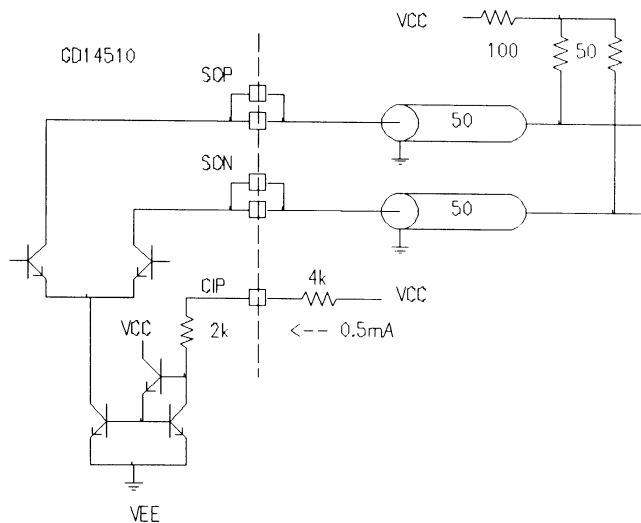 VCC
GD14510
100
50
SOP
50
SON
50
CIP
4k
VCC
VCC
2k
<-- 0.5mA
VEE